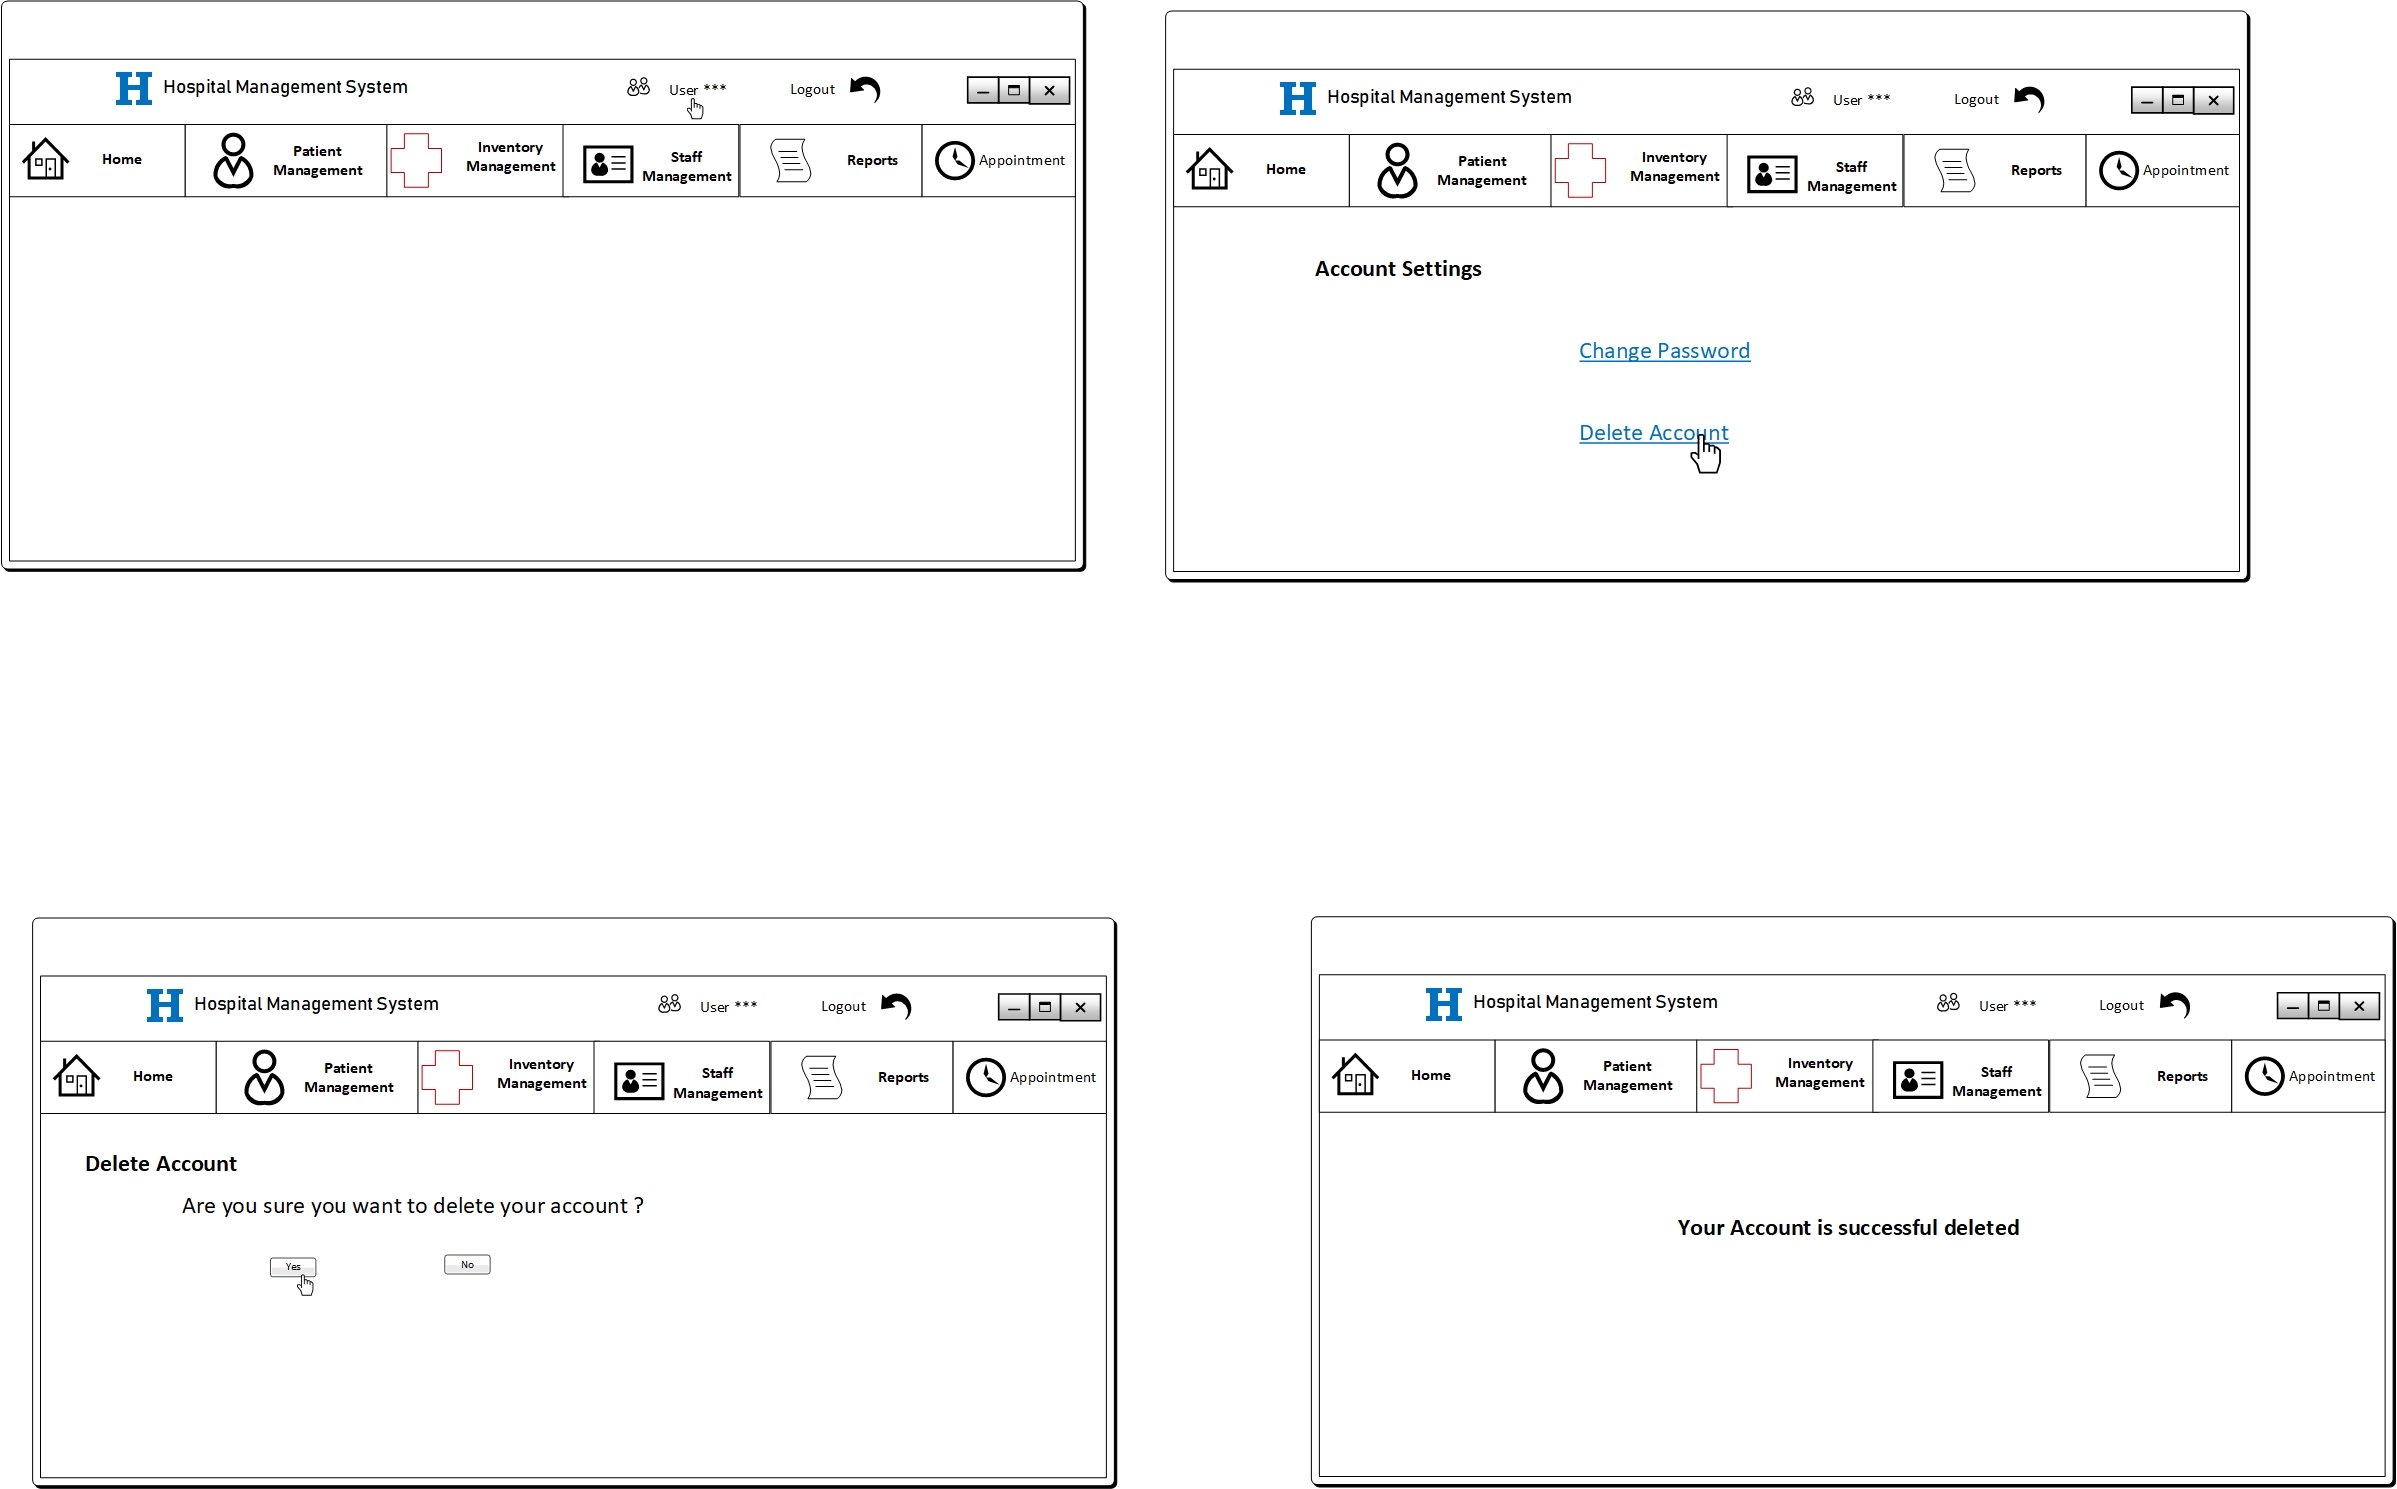 H Hospital Management System User *** Logout
Home
Patient
Management
Inventory
Management
Staff
Management
Reports
Appointment
H Hospital Management System User *** Logout
Home
Patient
Management
Inventory
Management
Staff
Management
Reports
Appointment
Account Settings
Change Password
Delete Account
H Hospital Management System User *** Logout
Home
Patient
Management
Inventory
Management
Staff
Management
Reports
Appointment
Delete Account
Are you sure you want to delete your account ?
Yes No
H Hospital Management System User *** Logout
Home
Patient
Management
Inventory
Management
Staff
Management
Reports
Appointment
Your Account is successful deleted